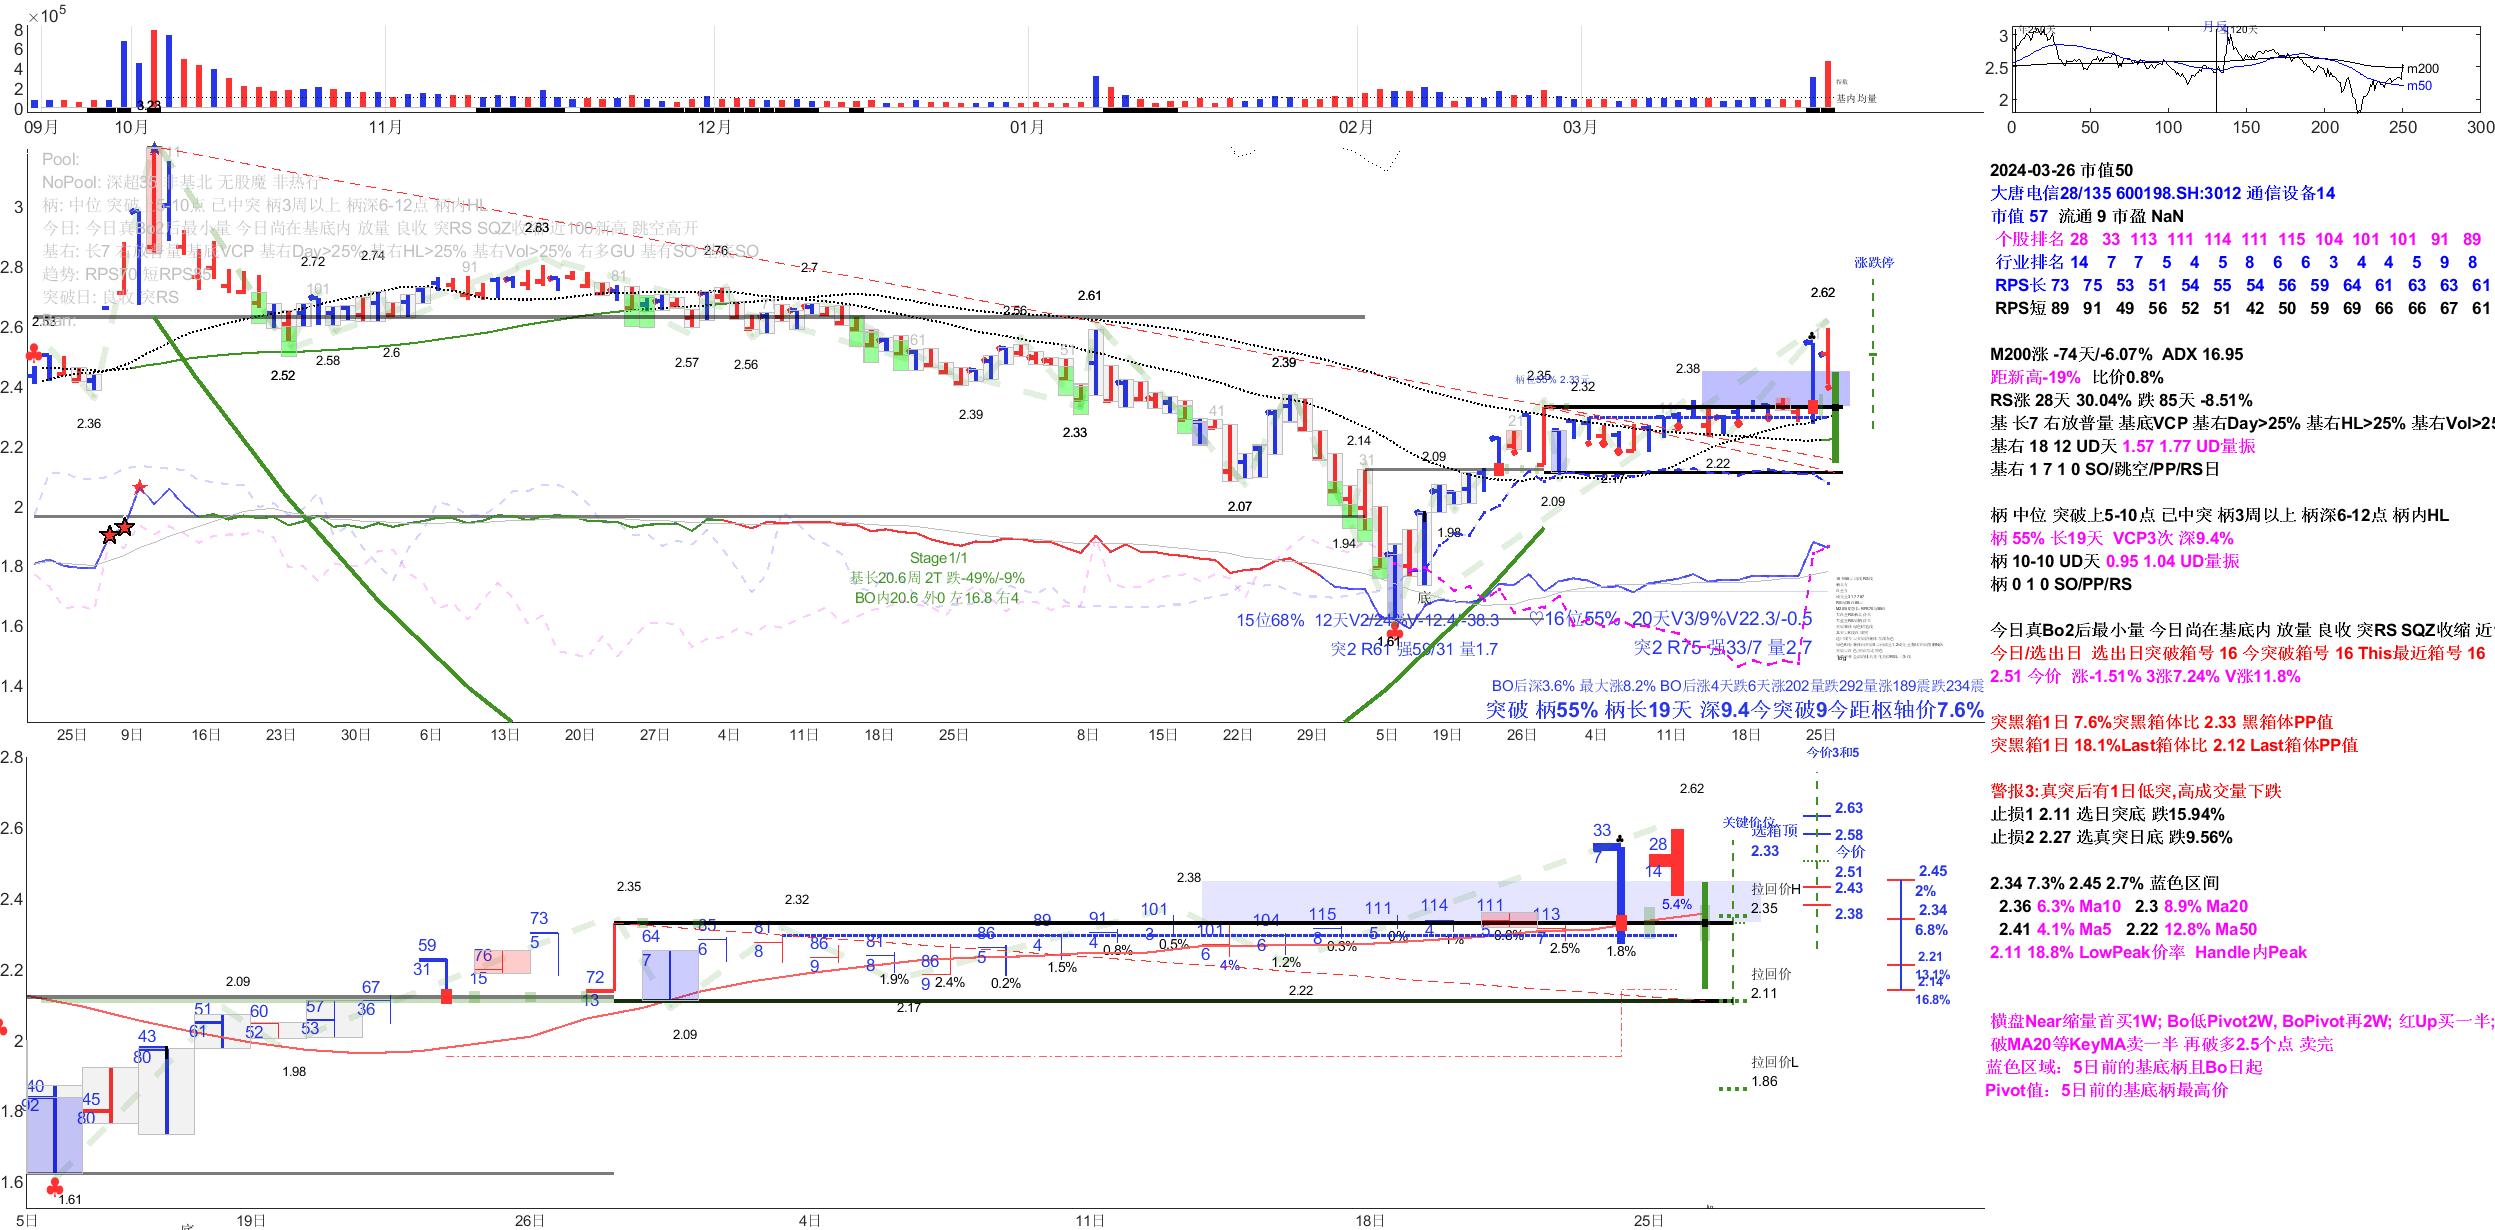 ×10⁵
8
6
4
2
0
3.23
基内均量
09月 10月 11月 12月 01月 02月 03月
3
2.5
2
月反
120天
m200
m50
0 50 100 150 200 250 300
Pool:
NoPool: 深超35 非基北 无股魔 非热行
柄: 中位 突破 5-10点 已中突 柄3周以上 柄深6-12点 柄内HL
今日: 今日真Bo2后最小量 今日尚在基底内 放量 良收 突RS SQZ收缩 近100新高 跳空高开
基右: 长7 右放普量 基底VCP 基右Day>25% 基右HL>25% 基右Vol>25% 右多GU 基有SO 基底SO
趋势: RPS70 短RPS85
突破日: 良收 突RS
3
2.8
2.6
2.4
2.2
2
1.8
1.6
1.4
2.53
2.36
2.52
2.72
2.58
2.74
2.6
91
101
2.83
81
2.57
2.76
2.56
2.7
61
2.39
2.56
51
2.33
2.61
41
2.07
2.39
2.14
31
1.94
1.61
底
2.09
1.98
21
2.35
2.32
2.09
2.17
2.38
2.22
2.62
涨跌停
柄位55% 2.33元
Stage1/1
基长20.6周 2T 跌-49%/-9%
BO内20.6 外0 左16.8 右4
15位68% 12天V2/24%V-12.4/-38.3
突2 R61 强59/31 量1.7
♡16位55% 20天V3/9%V22.3/-0.5
突2 R75 强33/7 量2.7
BO后深3.6% 最大涨8.2% BO后涨4天跌6天涨202量跌292量涨189震跌234震
突破 柄55% 柄长19天 深9.4今突破9今距枢轴价7.6%
25日 9日 16日 23日 30日 6日 13日 20日 27日 4日 11日 18日 25日 8日 15日 22日 29日 5日 19日 26日 4日 11日 18日 25日
2.8
2.6
2.4
2.2
2
1.8
1.6
40
92
1.61
45
80
43
80
51
61
2.09
60
52
1.98
57
53
67
36
59
31
76
15
73
5
72
13
2.35
64
7
2.09
85
6
81
8
2.32
86
9
81
8
1.9%
2.17
86
9
2.4%
86
5
0.2%
89
4
1.5%
91
4
0.8%
101
3
0.5%
2.38
101
6
4%
104
6
1.2%
2.22
115
8
0.3%
111
5
0%
114
4
1%
111
5
0.8%
113
7
2.5%
33
7
1.8%
28
14
5.4%
2.62
今价3和5
关键价位
选箱顶
2.33
拉回价H
2.35
拉回价
2.11
拉回价L
1.86
2.63
2.58
今价
2.51
2.43
2.38
2.45
2%
2.34
6.8%
2.21
13.1%
2.14
16.8%
5日 19日 26日 4日 11日 18日 25日
2024-03-26 市值50
大唐电信28/135 600198.SH:3012 通信设备14
市值 57 流通 9 市盈 NaN
个股排名 28 33 113 111 114 111 115 104 101 101 91 89
行业排名 14 7 7 5 4 5 8 6 6 3 4 4 5 9 8
RPS长 73 75 53 51 54 55 54 56 59 64 61 63 63 61
RPS短 89 91 49 56 52 51 42 50 59 69 66 66 67 61
M200涨 -74天/-6.07% ADX 16.95
距新高-19% 比价0.8%
RS涨 28天 30.04% 跌 85天 -8.51%
基 长7 右放普量 基底VCP 基右Day>25% 基右HL>25% 基右Vol>25
基右 18 12 UD天 1.57 1.77 UD量振
基右 1 7 1 0 SO/跳空/PP/RS日
柄 中位 突破上5-10点 已中突 柄3周以上 柄深6-12点 柄内HL
柄 55% 长19天 VCP3次 深9.4%
柄 10-10 UD天 0.95 1.04 UD量振
柄 0 1 0 SO/PP/RS
今日真Bo2后最小量 今日尚在基底内 放量 良收 突RS SQZ收缩 近
今日/选出日 选出日突破箱号 16 今突破箱号 16 This最近箱号 16
2.51 今价 涨-1.51% 3涨7.24% V涨11.8%
突黑箱1日 7.6%突黑箱体比 2.33 黑箱体PP值
突黑箱1日 18.1%Last箱体比 2.12 Last箱体PP值
警报3:真突后有1日低突,高成交量下跌
止损1 2.11 选日突底 跌15.94%
止损2 2.27 选真突日底 跌9.56%
2.34 7.3% 2.45 2.7% 蓝色区间
2.36 6.3% Ma10 2.3 8.9% Ma20
2.41 4.1% Ma5 2.22 12.8% Ma50
2.11 18.8% LowPeak价率 Handle内Peak
横盘Near缩量首买1W; Bo低Pivot2W, BoPivot再2W; 红Up买一半;
破MA20等KeyMA卖一半 再破多2.5个点 卖完
蓝色区域：5日前的基底柄且Bo日起
Pivot值：5日前的基底柄最高价